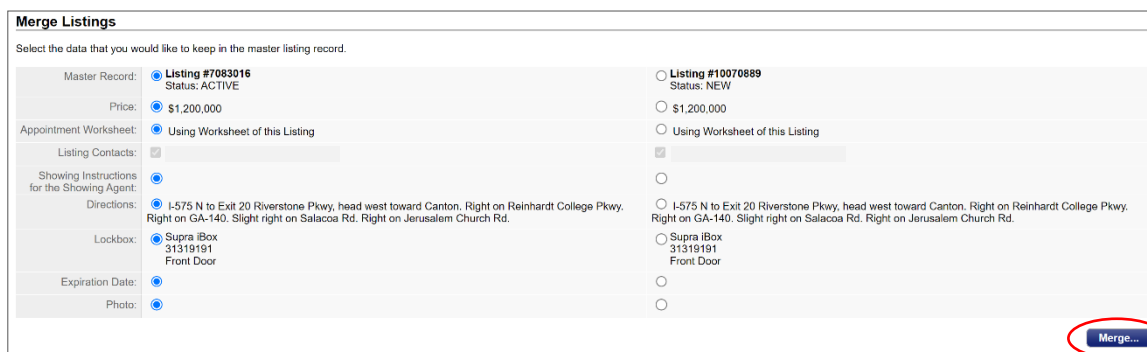 Merge Listings
Select the data that you would like to keep in the master listing record.
Master Record: Listing #7083016 Listing #10070889
Status: ACTIVE Status: NEW
Price: $1,200,000 $1,200,000
Appointment Worksheet: Using Worksheet of this Listing Using Worksheet of this Listing
Listing Contacts:
Showing Instructions
for the Showing Agent:
Directions: I-575 N to Exit 20 Riverstone Pkwy, head west toward Canton. Right on Reinhardt College Pkwy. I-575 N to Exit 20 Riverstone Pkwy, head west toward Canton. Right on Reinhardt College Pkwy.
Right on GA-140. Slight right on Salacoa Rd. Right on Jerusalem Church Rd. Right on GA-140. Slight right on Salacoa Rd. Right on Jerusalem Church Rd.
Lockbox: Supra iBox Supra iBox
31319191 31319191
Front Door Front Door
Expiration Date:
Photo:
Merge...